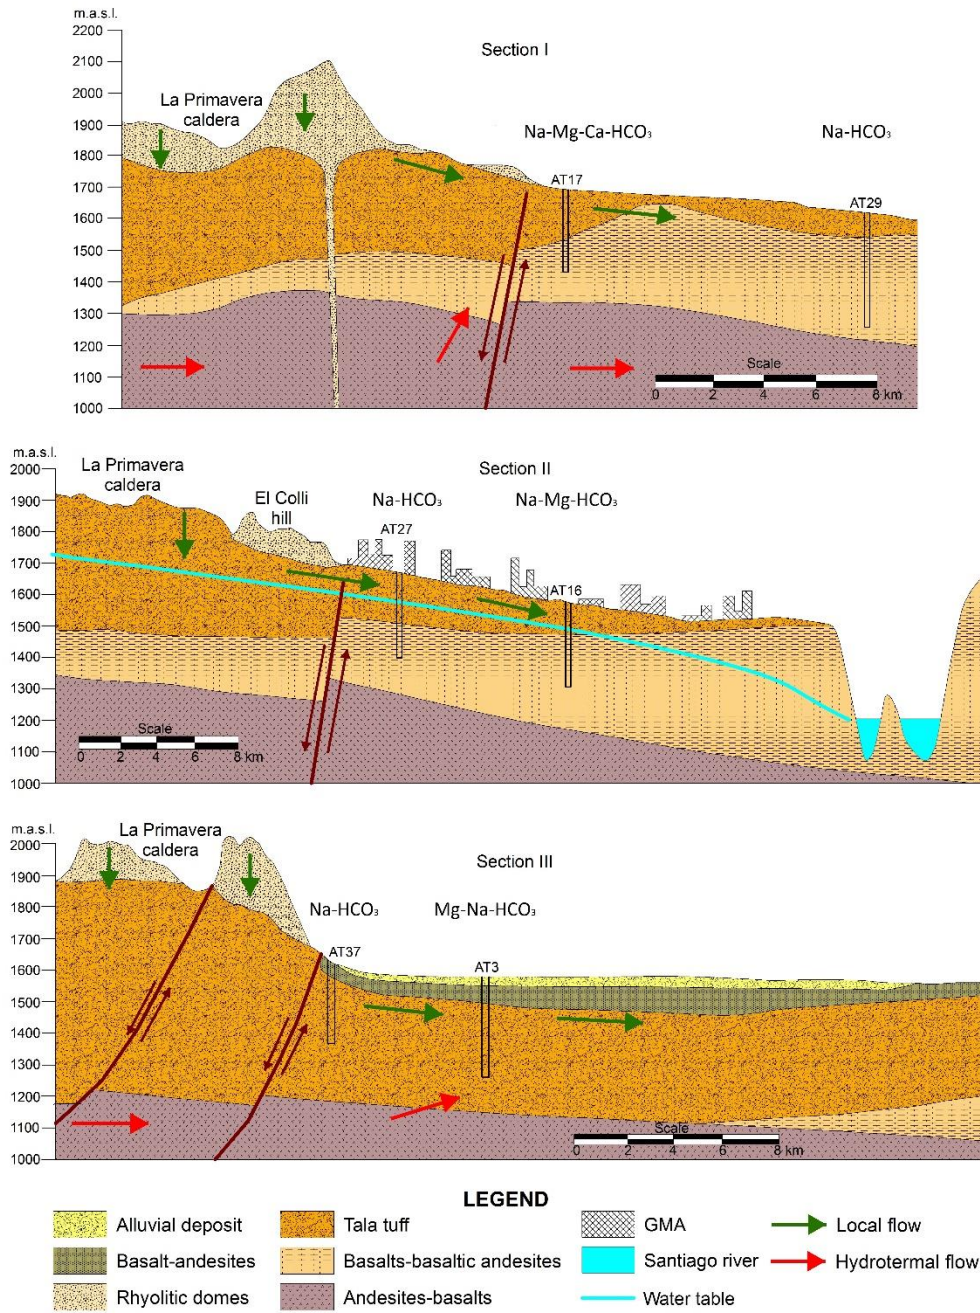 m.a.s.l.
Section I
2200
2100
2000
1900
1800
1700
1600
1500
1400
1300
1200
1100
1000
La Primavera
caldera
Na-Mg-Ca-HCO₃
Na-HCO₃
AT17
AT29
Scale
0 2 4 6 8 km
m.a.s.l.
Section II
2000
1900
1800
1700
1600
1500
1400
1300
1200
1100
1000
La Primavera
caldera
El Colli
hill
Na-HCO₃
Na-Mg-HCO₃
AT27
AT16
Scale
0 2 4 6 8 km
m.a.s.l.
Section III
2000
1900
1800
1700
1600
1500
1400
1300
1200
1100
1000
La Primavera
caldera
Na-HCO₃
Mg-Na-HCO₃
AT37
AT3
Scale
0 2 4 6 8 km
LEGEND
Alluvial deposit
Tala tuff
GMA
Local flow
Basalt-andesites
Basalts-basaltic andesites
Santiago river
Hydrotermal flow
Rhyolitic domes
Andesites-basalts
Water table